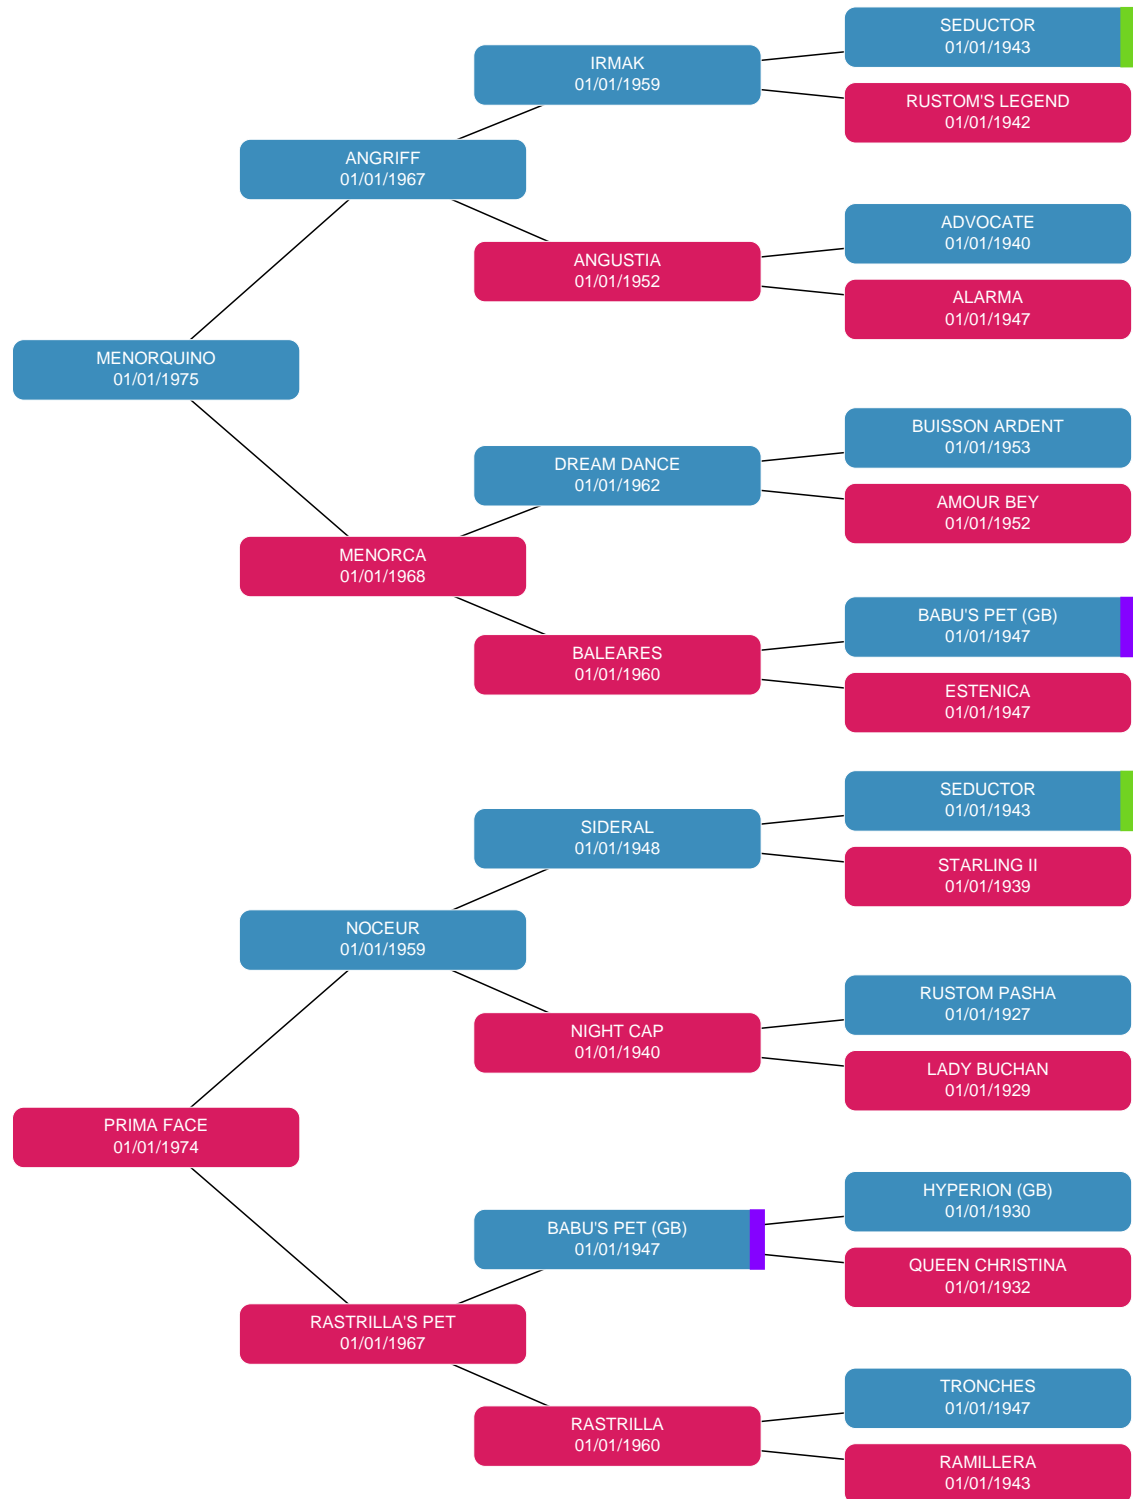 SEDUCTOR
01/01/1943
IRMAK
01/01/1959
RUSTOM'S LEGEND
01/01/1942
ANGRIFF
01/01/1967
ADVOCATE
01/01/1940
ANGUSTIA
01/01/1952
ALARMA
01/01/1947
MENORQUINO
01/01/1975
BUISSON ARDENT
01/01/1953
DREAM DANCE
01/01/1962
AMOUR BEY
01/01/1952
MENORCA
01/01/1968
BABU'S PET (GB)
01/01/1947
BALEARES
01/01/1960
ESTENICA
01/01/1947
SEDUCTOR
01/01/1943
SIDERAL
01/01/1948
STARLING II
01/01/1939
NOCEUR
01/01/1959
RUSTOM PASHA
01/01/1927
NIGHT CAP
01/01/1940
LADY BUCHAN
01/01/1929
PRIMA FACE
01/01/1974
HYPERION (GB)
01/01/1930
BABU'S PET (GB)
01/01/1947
QUEEN CHRISTINA
01/01/1932
RASTRILLA'S PET
01/01/1967
TRONCHES
01/01/1947
RASTRILLA
01/01/1960
RAMILLERA
01/01/1943